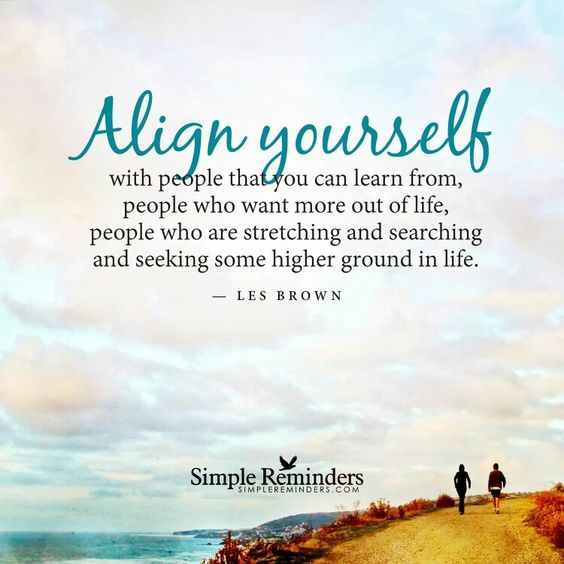 Align yourself
with people that you can learn from,
people who want more out of life,
people who are stretching and searching
and seeking some higher ground in life.
— LES BROWN
Simple Reminders
SIMPLEREMINDERS.COM